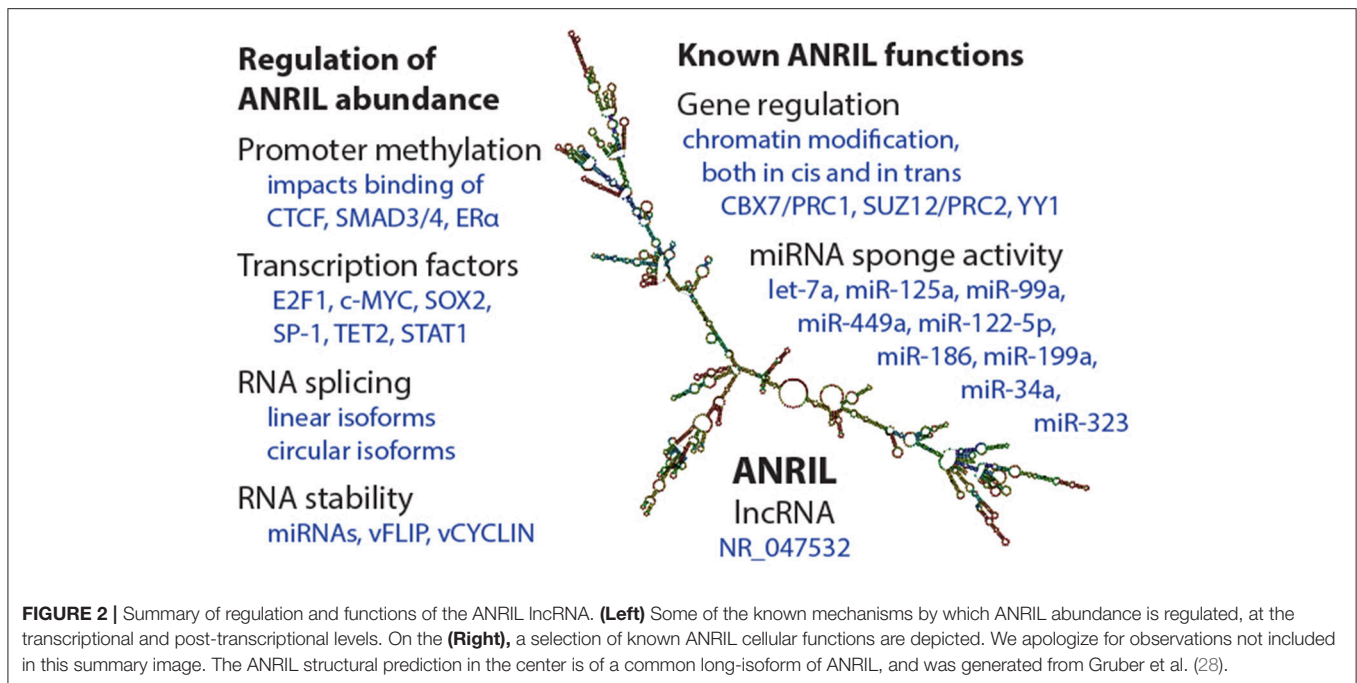 Regulation of
ANRIL abundance
Promoter methylation
impacts binding of
CTCF, SMAD3/4, ERα
Transcription factors
E2F1, c-MYC, SOX2,
SP-1, TET2, STAT1
RNA splicing
linear isoforms
circular isoforms
RNA stability
miRNAs, vFLIP, vCYCLIN
Known ANRIL functions
Gene regulation
chromatin modification,
both in cis and in trans
CBX7/PRC1, SUZ12/PRC2, YY1
miRNA sponge activity
let-7a, miR-125a, miR-99a,
miR-449a, miR-122-5p,
miR-186, miR-199a,
miR-34a,
miR-323
ANRIL
lncRNA
NR_047532
FIGURE 2 | Summary of regulation and functions of the ANRIL lncRNA. (Left) Some of the known mechanisms by which ANRIL abundance is regulated, at the
transcriptional and post-transcriptional levels. On the (Right), a selection of known ANRIL cellular functions are depicted. We apologize for observations not included
in this summary image. The ANRIL structural prediction in the center is of a common long-isoform of ANRIL, and was generated from Gruber et al. (28).